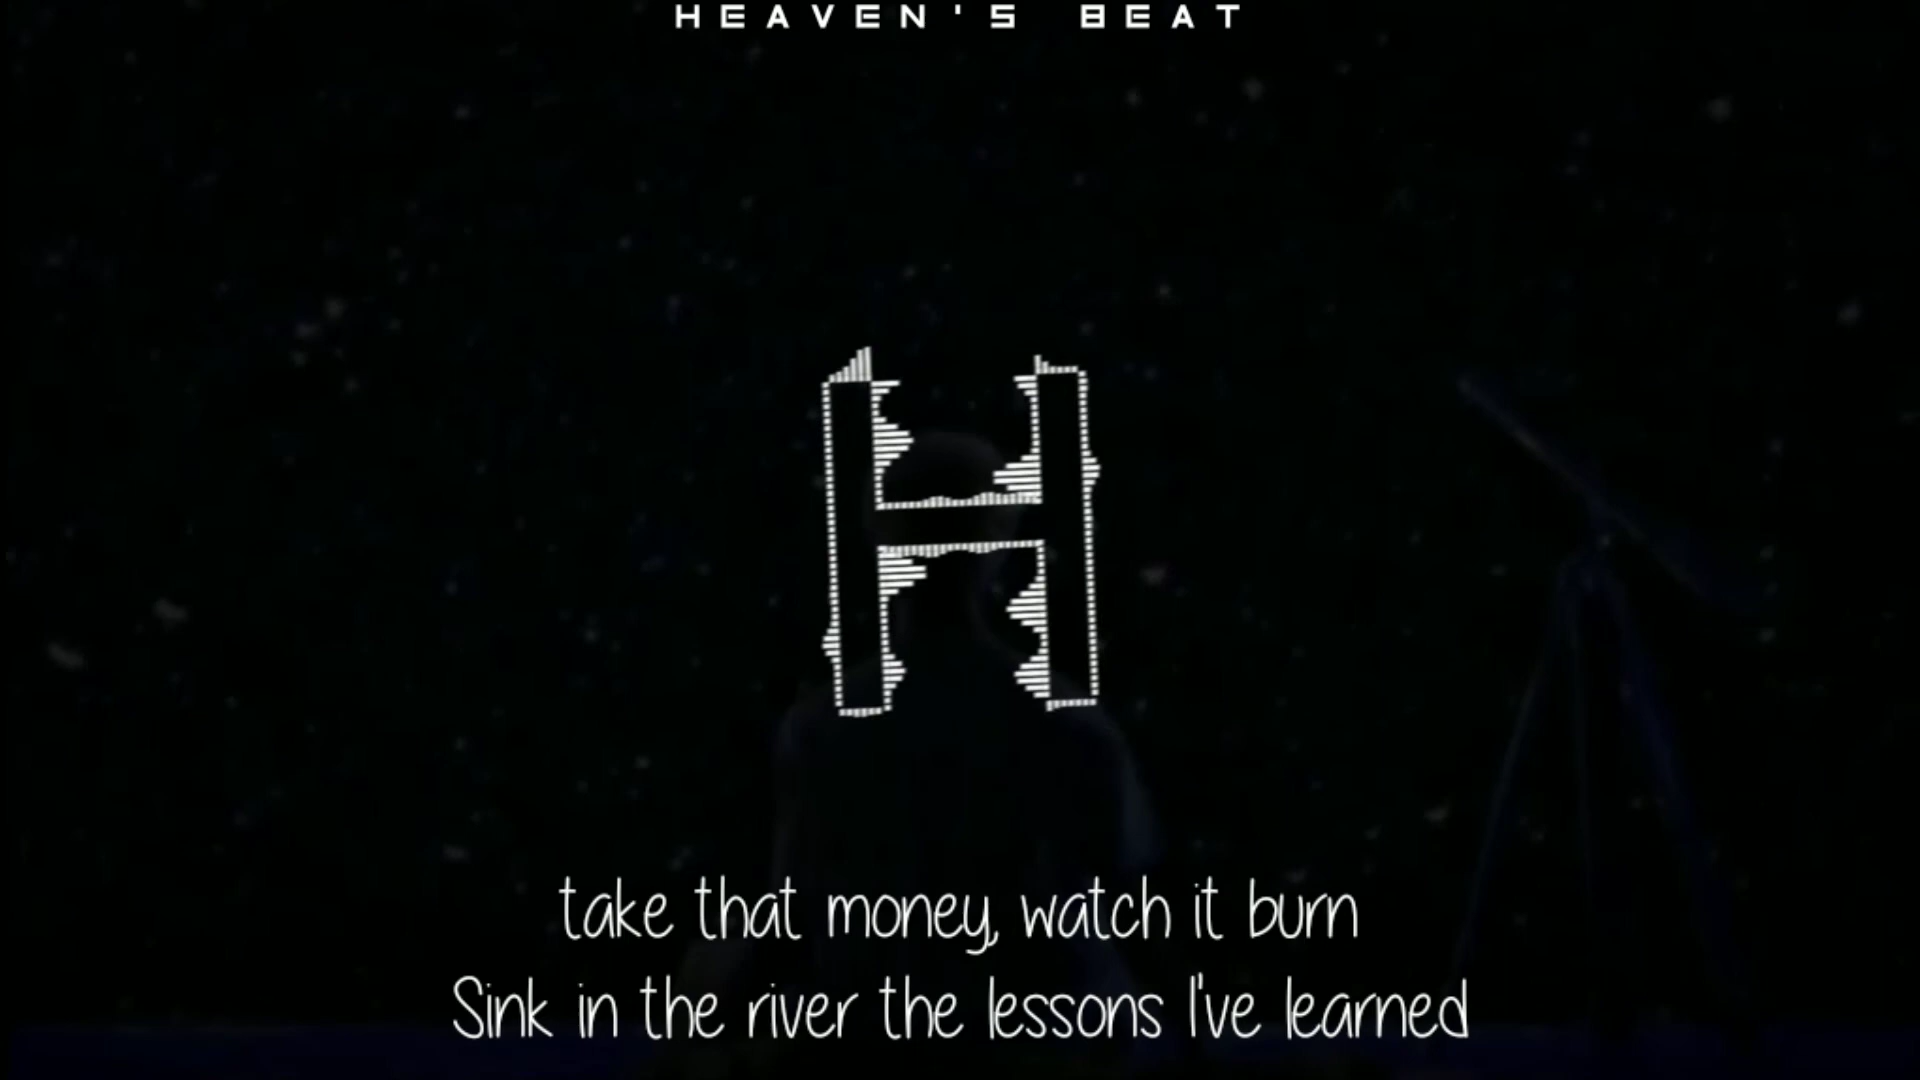 HEAVEN'S BEAT
H
take that money, watch it burn
Sink in the river the lessons I've learned